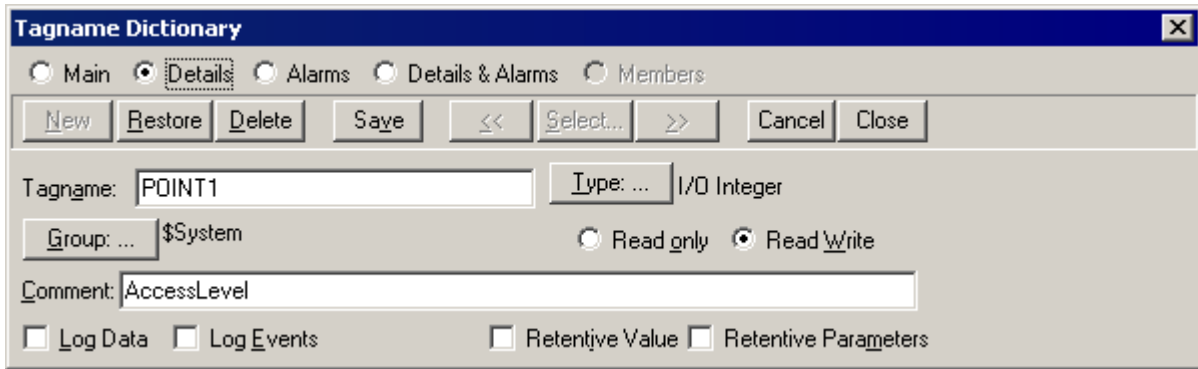 Tagname Dictionary
Main Details Alarms Details & Alarms Members
New Restore Delete Save << Select... >> Cancel Close
Tagname: POINT1 Type: ... I/O Integer
Group: ... $System Read only Read Write
Comment: AccessLevel
Log Data Log Events Retentive Value Retentive Parameters